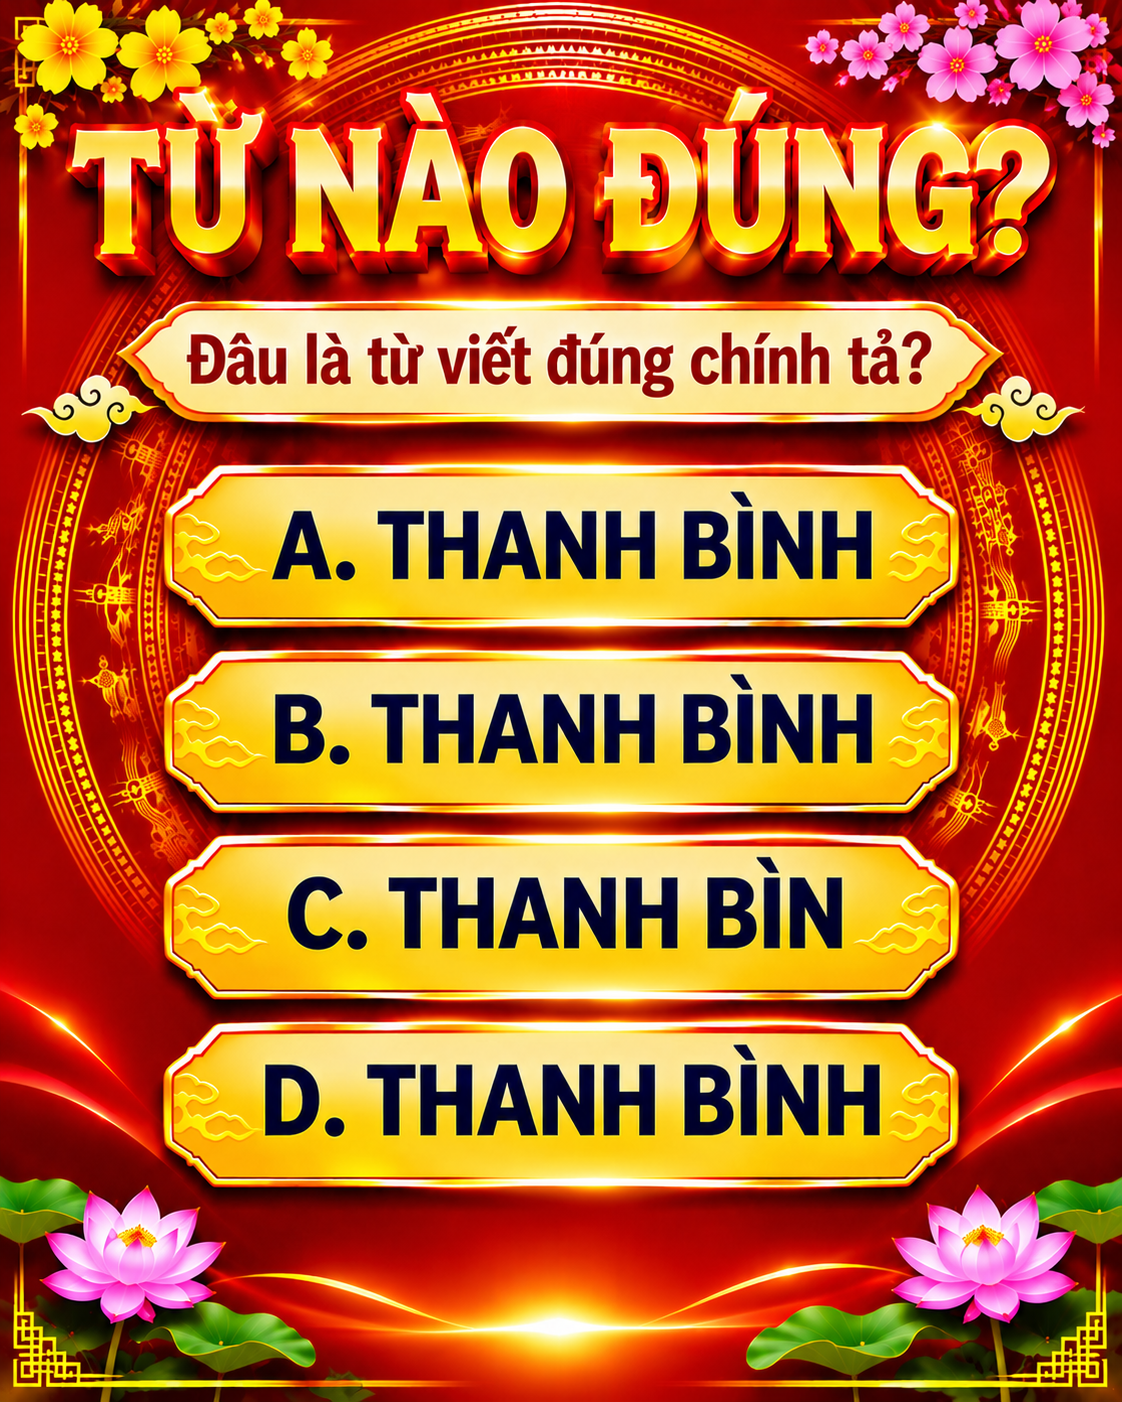 TỪ NÀO ĐÚNG?
Đâu là từ viết đúng chính tả?
A. THANH BÌNH
B. THANH BÌNH
C. THANH BÌN
D. THANH BÌNH